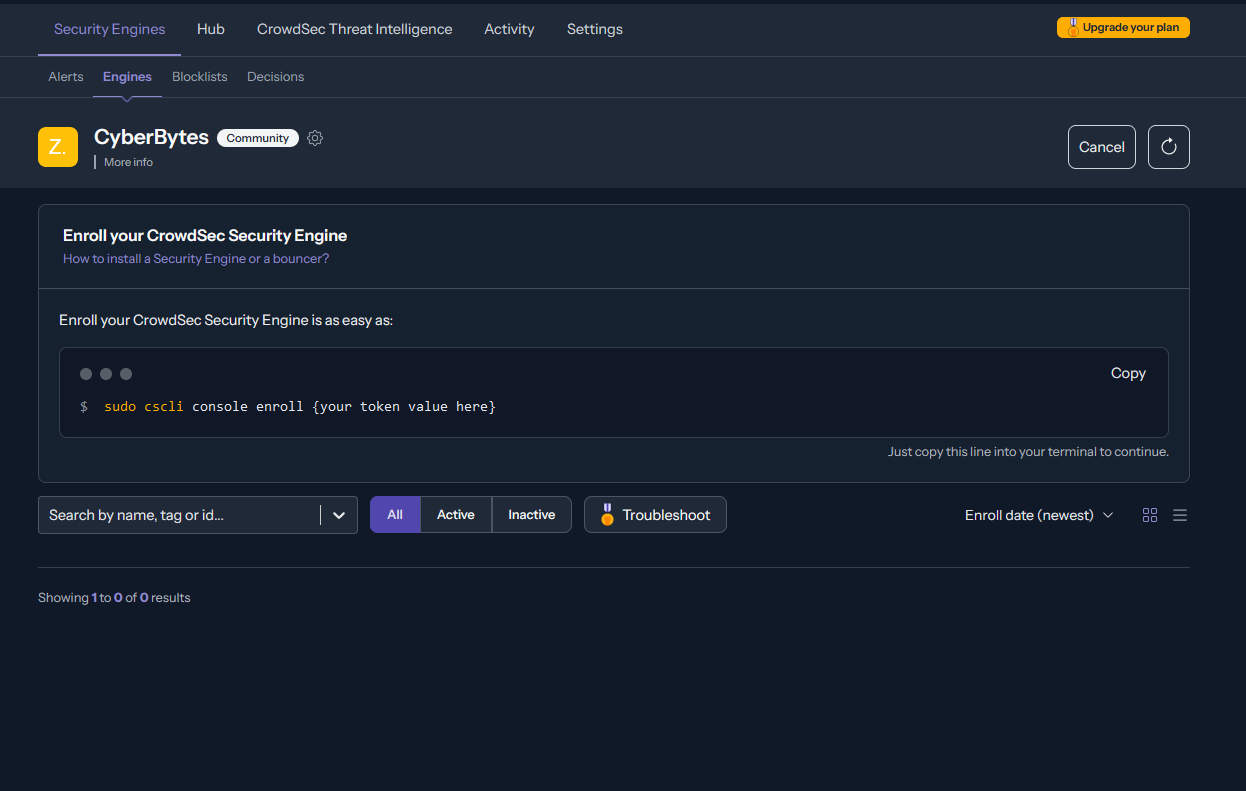 Security Engines Hub CrowdSec Threat Intelligence Activity Settings Upgrade your plan
Alerts Engines Blocklists Decisions
Z.
CyberBytes Community
More info
Cancel
Enroll your CrowdSec Security Engine
How to install a Security Engine or a bouncer?
Enroll your CrowdSec Security Engine is as easy as:
Copy
$ sudo cscli console enroll {your token value here}
Just copy this line into your terminal to continue.
Search by name, tag or id... All Active Inactive Troubleshoot Enroll date (newest)
Showing 1 to 0 of 0 results